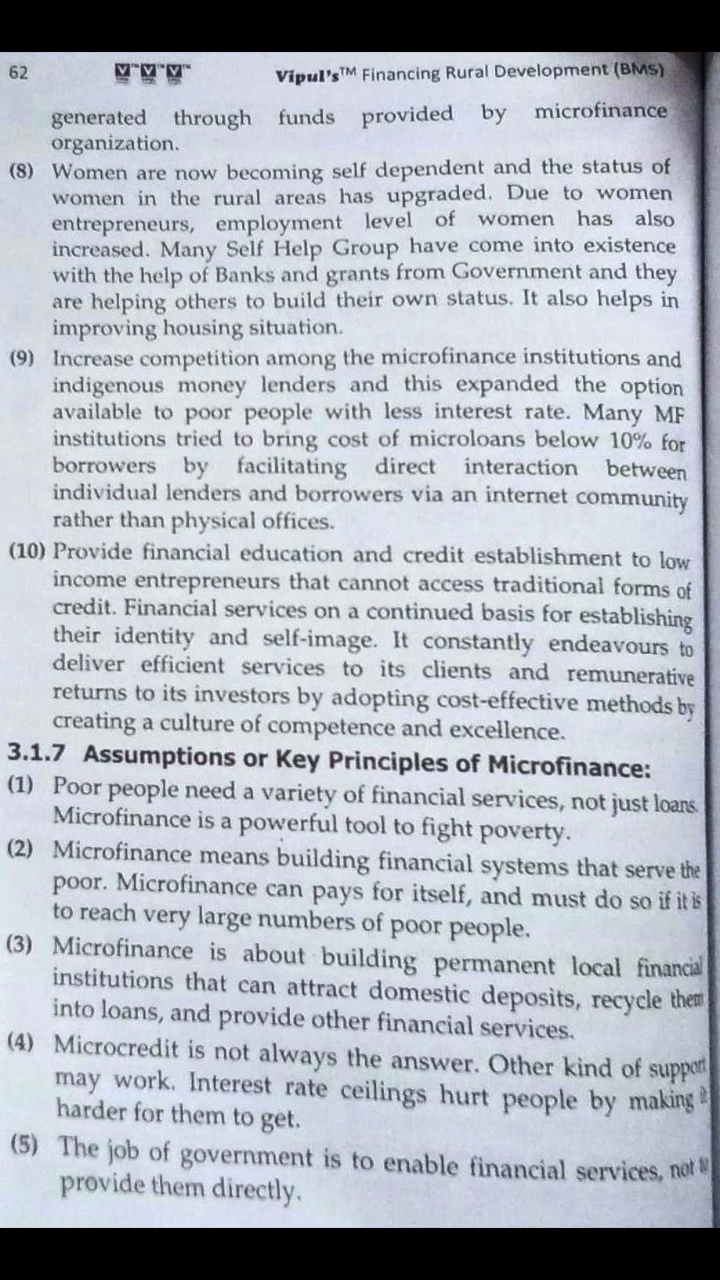 62 Vipul's™ Financing Rural Development (BMS)
generated through funds provided by microfinance
organization.
(8) Women are now becoming self dependent and the status of
women in the rural areas has upgraded. Due to women
entrepreneurs, employment level of women has also
increased. Many Self Help Group have come into existence
with the help of Banks and grants from Government and they
are helping others to build their own status. It also helps in
improving housing situation.
(9) Increase competition among the microfinance institutions and
indigenous money lenders and this expanded the option
available to poor people with less interest rate. Many MF
institutions tried to bring cost of microloans below 10% for
borrowers by facilitating direct interaction between
individual lenders and borrowers via an internet community
rather than physical offices.
(10) Provide financial education and credit establishment to low
income entrepreneurs that cannot access traditional forms of
credit. Financial services on a continued basis for establishing
their identity and self-image. It constantly endeavours to
deliver efficient services to its clients and remunerative
returns to its investors by adopting cost-effective methods by
creating a culture of competence and excellence.
3.1.7 Assumptions or Key Principles of Microfinance:
(1) Poor people need a variety of financial services, not just loans.
Microfinance is a powerful tool to fight poverty.
(2) Microfinance means building financial systems that serve the
poor. Microfinance can pays for itself, and must do so if it is
to reach very large numbers of poor people.
(3) Microfinance is about building permanent local financial
institutions that can attract domestic deposits, recycle them
into loans, and provide other financial services.
(4) Microcredit is not always the answer. Other kind of support
may work. Interest rate ceilings hurt people by making it
harder for them to get.
(5) The job of government is to enable financial services, not to
provide them directly.